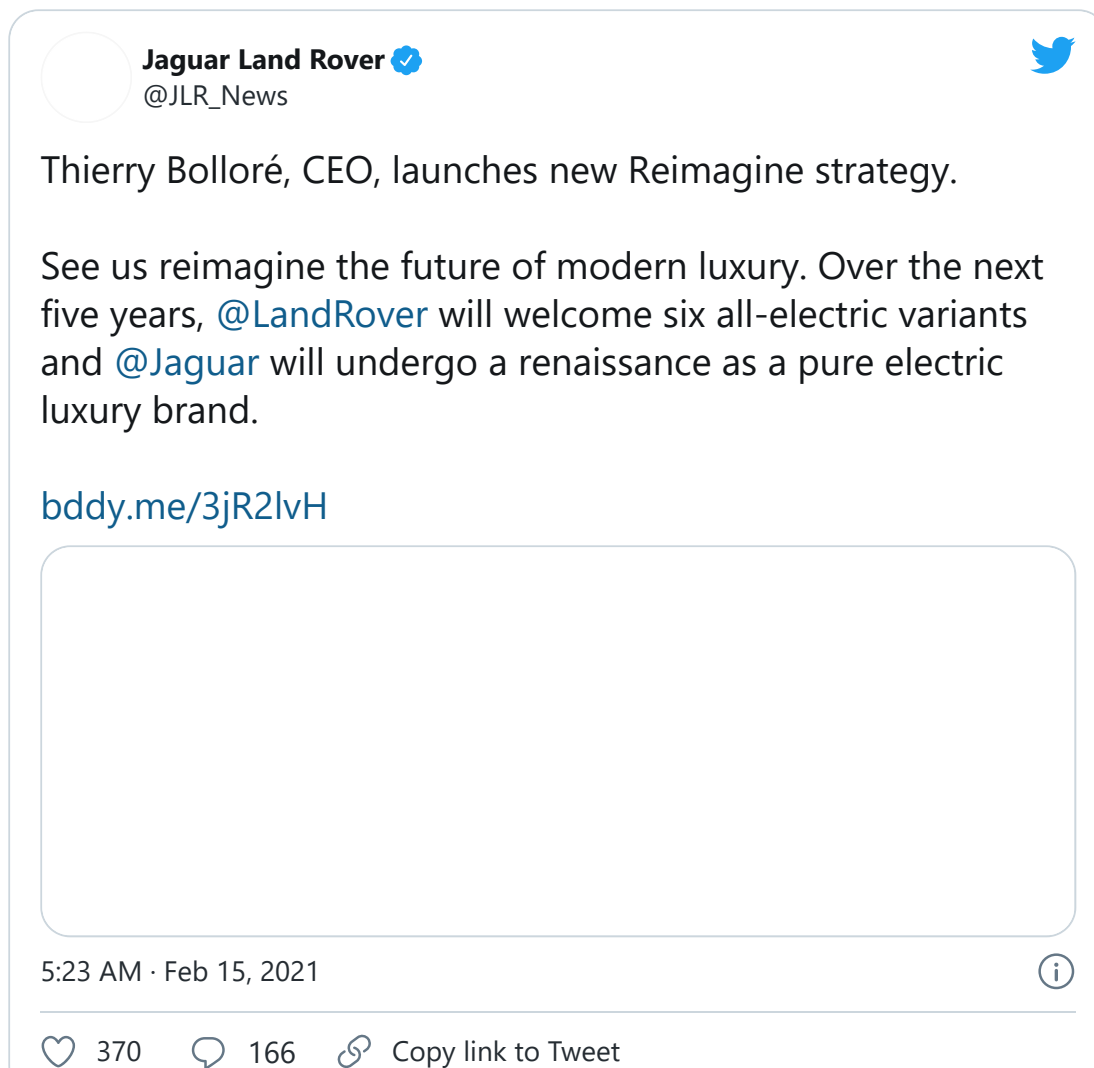 Jaguar Land Rover
@JLR_News
Thierry Bolloré, CEO, launches new Reimagine strategy.
See us reimagine the future of modern luxury. Over the next
five years, @LandRover will welcome six all-electric variants
and @Jaguar will undergo a renaissance as a pure electric
luxury brand.
bddy.me/3jR2lvH
5:23 AM · Feb 15, 2021
370 166 Copy link to Tweet